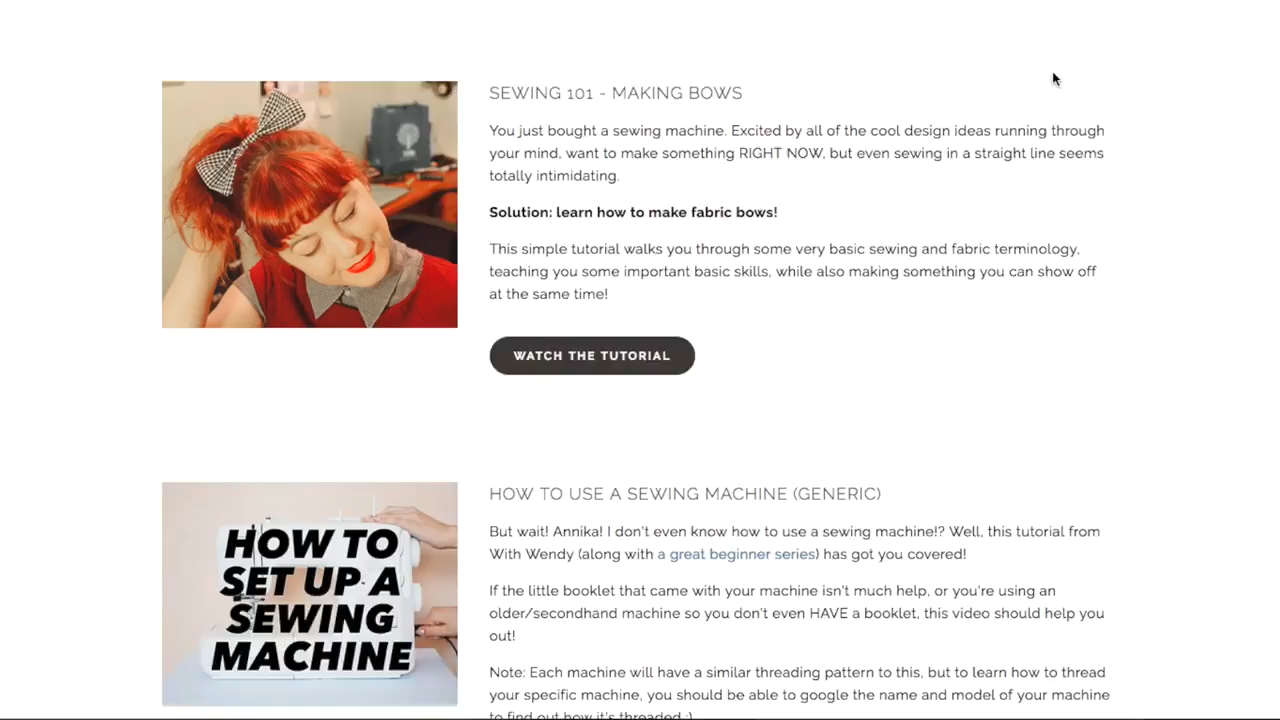 SEWING 101 - MAKING BOWS
You just bought a sewing machine. Excited by all of the cool design ideas running through
your mind, want to make something RIGHT NOW, but even sewing in a straight line seems
totally intimidating.
Solution: learn how to make fabric bows!
This simple tutorial walks you through some very basic sewing and fabric terminology,
teaching you some important basic skills, while also making something you can show off
at the same time!
WATCH THE TUTORIAL
HOW TO
SET UP A
SEWING
MACHINE
HOW TO USE A SEWING MACHINE (GENERIC)
But wait! Annika! I don't even know how to use a sewing machine!? Well, this tutorial from
With Wendy (along with a great beginner series) has got you covered!
If the little booklet that came with your machine isn't much help, or you're using an
older/secondhand machine so you don't even HAVE a booklet, this video should help you
out!
Note: Each machine will have a similar threading pattern to this, but to learn how to thread
your specific machine, you should be able to google the name and model of your machine
to find out how it's threaded :)